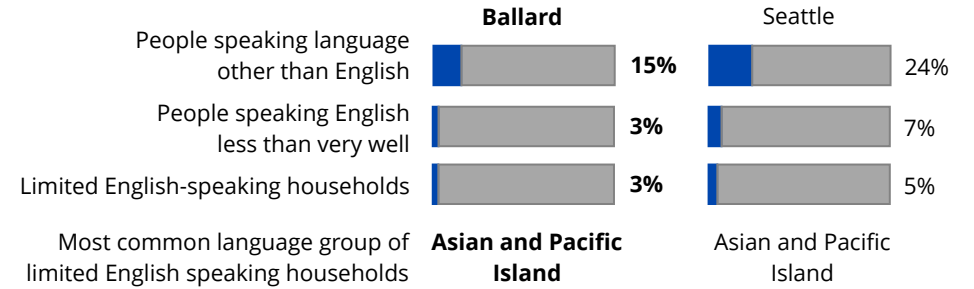 Ballard Seattle
People speaking language
other than English 15% 24%
People speaking English
less than very well 3% 7%
Limited English-speaking households 3% 5%
Most common language group of Asian and Pacific Asian and Pacific
limited English speaking households Island Island